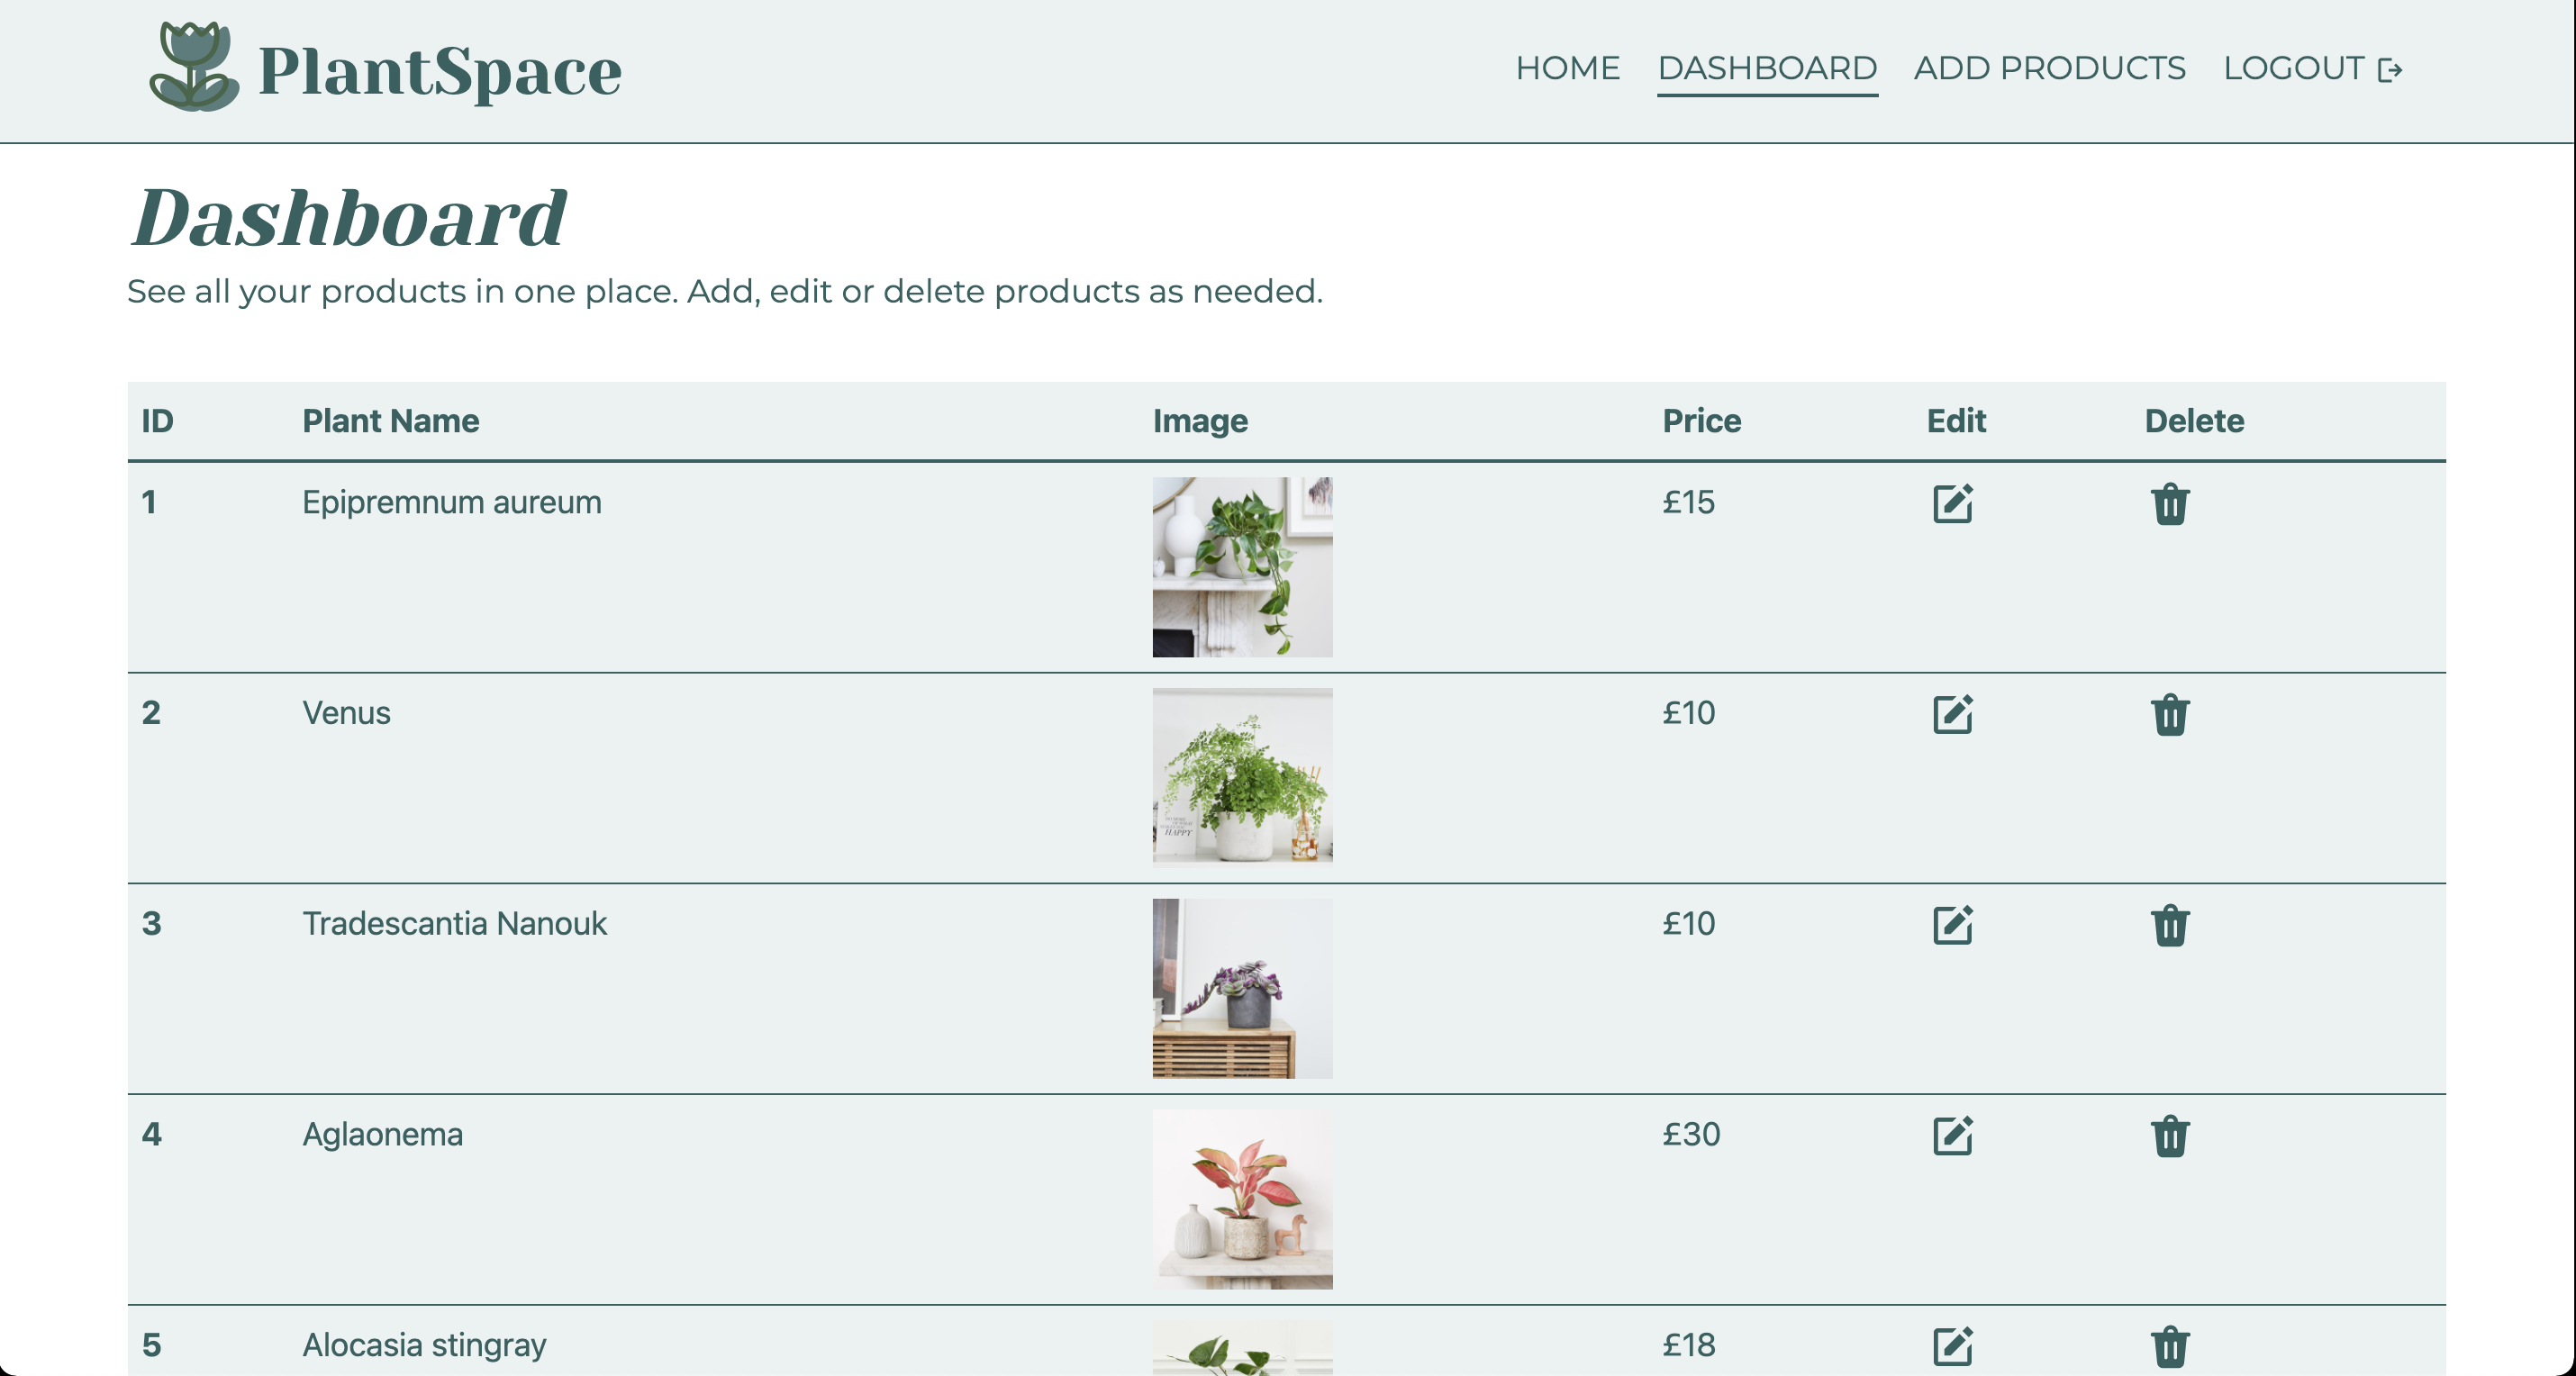 PlantSpace
HOME DASHBOARD ADD PRODUCTS LOGOUT
Dashboard
See all your products in one place. Add, edit or delete products as needed.
ID Plant Name Image Price Edit Delete
1 Epipremnum aureum £15
2 Venus £10
HAPPY
3 Tradescantia Nanouk £10
4 Aglaonema £30
5 Alocasia stingray £18